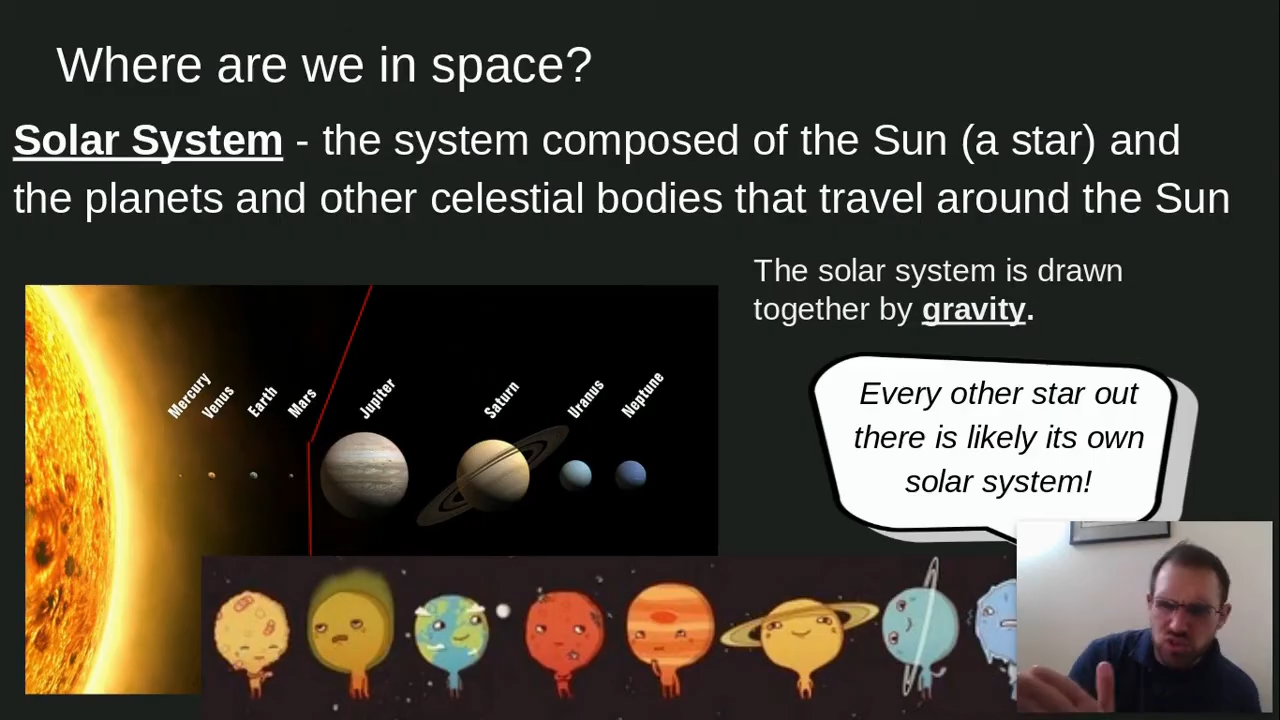 Where are we in space?
Solar System - the system composed of the Sun (a star) and
the planets and other celestial bodies that travel around the Sun
The solar system is drawn
together by gravity.
Mercury
Venus
Earth
Mars
Jupiter
Saturn
Uranus
Neptune
Every other star out
there is likely its own
solar system!